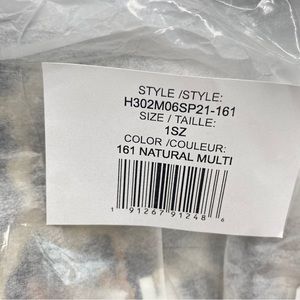 STYLE /STYLE:
H302M06SP21-161
SIZE / TAILLE:
1SZ
COLOR /COULEUR:
161 NATURAL MULTI
1 91267 91248 6